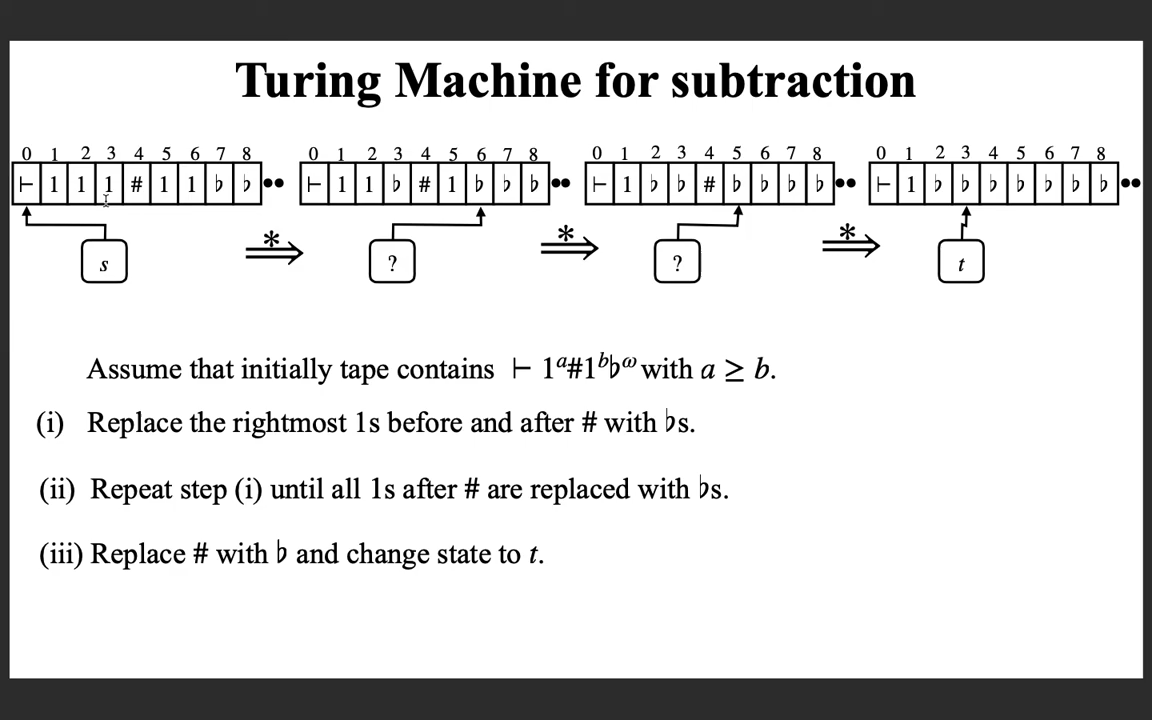 Turing Machine for subtraction
0 1 2 3 4 5 6 7 8 0 1 2 3 4 5 6 7 8 0 1 2 3 4 5 6 7 8 0 1 2 3 4 5 6 7 8
⊢ 1 1 1 # 1 1 ♭ ♭ •• ⊢ 1 1 ♭ # 1 ♭ ♭ ♭ •• ⊢ 1 ♭ ♭ # ♭ ♭ ♭ ♭ •• ⊢ 1 ♭ ♭ ♭ ♭ ♭ ♭ ♭ ••
* * *
s ⟹ ? ⟹ ? ⟹ t
Assume that initially tape contains ⊢ 1ᵃ#1ᵇ♭^ω with a ≥ b.
(i) Replace the rightmost 1s before and after # with ♭s.
(ii) Repeat step (i) until all 1s after # are replaced with ♭s.
(iii) Replace # with ♭ and change state to t.